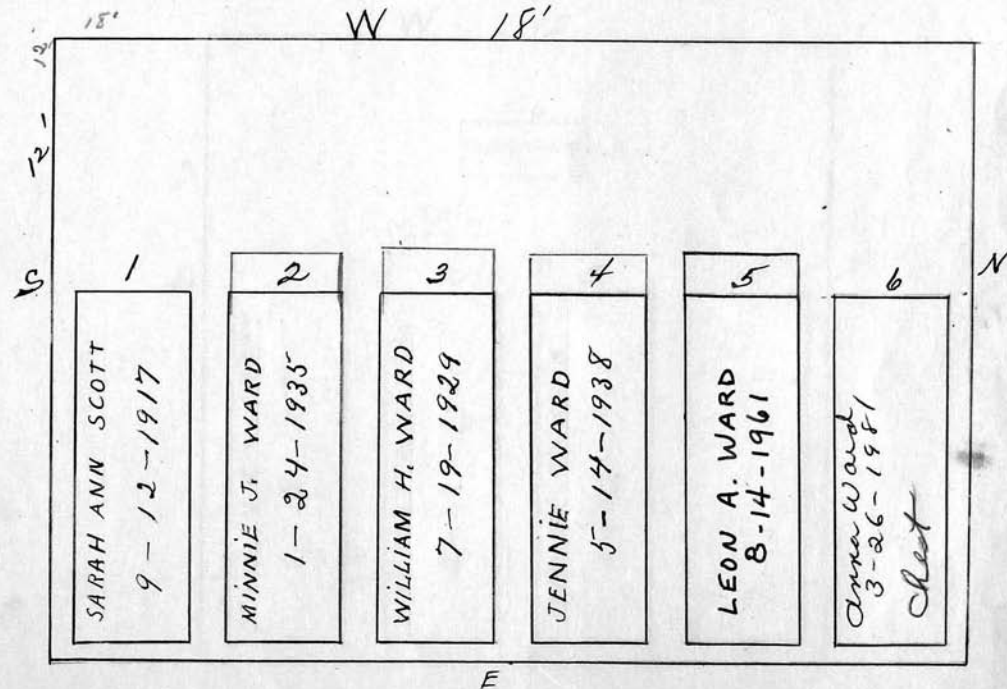 18' W 18'
12'
12'
S
N
1 2 3 4 5 6
SARAH ANN SCOTT
9-12-1917
MINNIE J. WARD
1-24-1935
WILLIAM H. WARD
7-19-1929
JENNIE WARD
5-14-1938
LEON A. WARD
8-14-1961
Anna Ward
3-26-1981
E